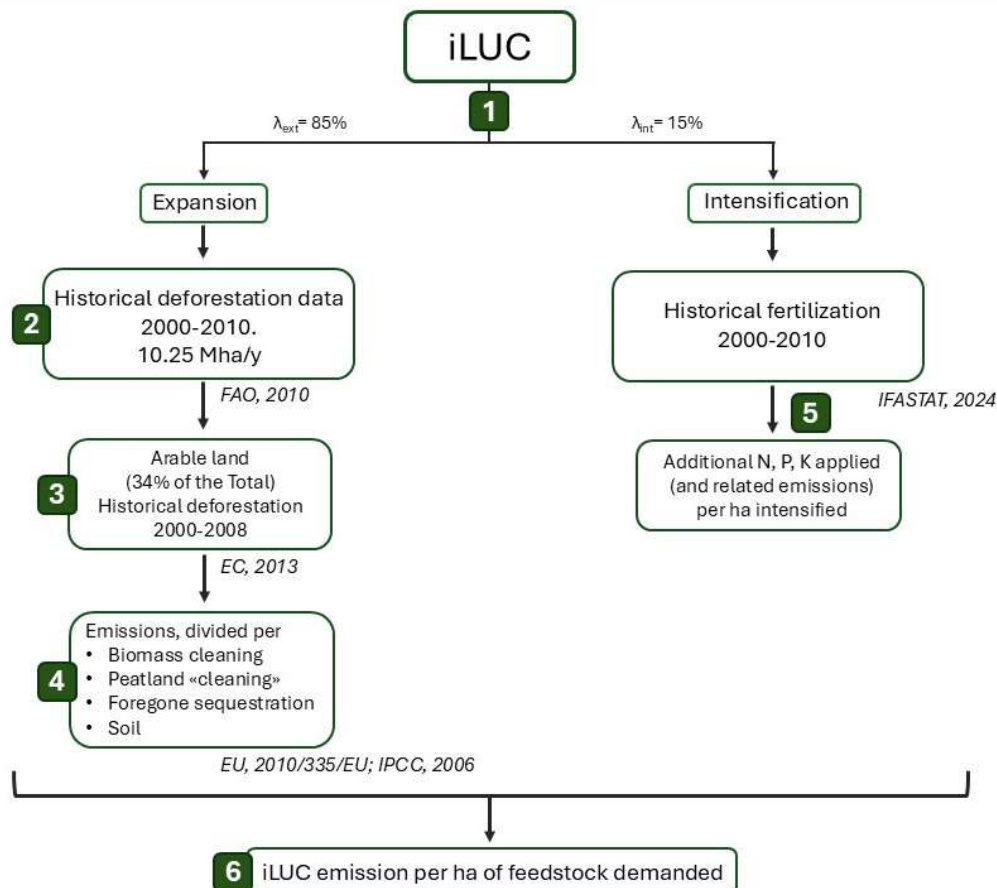 iLUC
1
λext= 85%
λint= 15%
Expansion
Intensification
2
Historical deforestation data
2000-2010.
10.25 Mha/y
FAO, 2010
Historical fertilization
2000-2010
5
IFASTAT, 2024
3
Arable land
(34% of the Total)
Historical deforestation
2000-2008
EC, 2013
Additional N, P, K applied
(and related emissions)
per ha intensified
4
Emissions, divided per
• Biomass cleaning
• Peatland «cleaning»
• Foregone sequestration
• Soil
EU, 2010/335/EU; IPCC, 2006
6
iLUC emission per ha of feedstock demanded